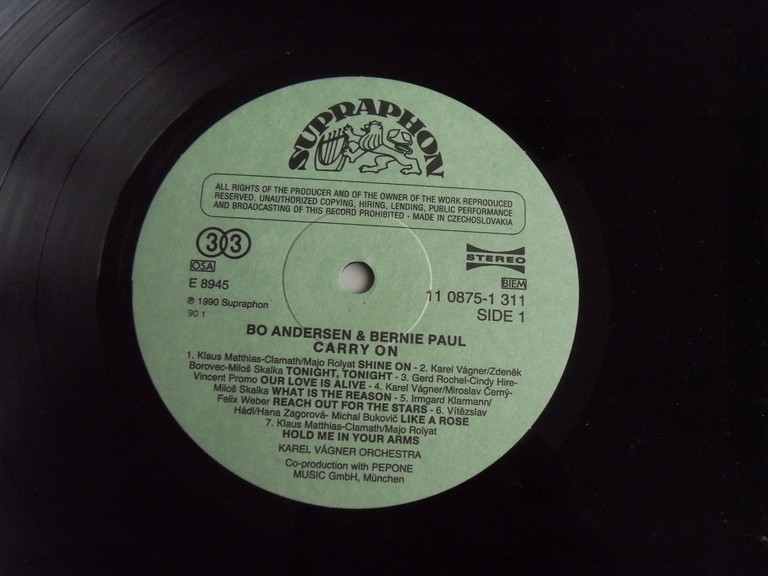 SUPRAPHON
ALL RIGHTS OF THE PRODUCER AND OF THE OWNER OF THE WORK REPRODUCED
RESERVED. UNAUTHORIZED COPYING, HIRING, LENDING, PUBLIC PERFORMANCE
AND BROADCASTING OF THIS RECORD PROHIBITED - MADE IN CZECHOSLOVAKIA
33
STEREO
OSA
BIEM
E 8945
11 0875-1 311
℗ 1990 Supraphon
SIDE 1
90 1
BO ANDERSEN & BERNIE PAUL
CARRY ON
1. Klaus Matthias-Clamath/Majo Rolyat SHINE ON - 2. Karel Vágner/Zdeněk
Borovec-Miloš Skalka TONIGHT, TONIGHT - 3. Gerd Rochel-Cindy Hire-
Vincent Promo OUR LOVE IS ALIVE - 4. Karel Vágner/Miroslav Černý-
Miloš Skalka WHAT IS THE REASON - 5. Irmgard Klarmann/
Felix Weber REACH OUT FOR THE STARS - 6. Vítězslav
Hádl/Hana Zagorová- Michal Bukovič LIKE A ROSE
7. Klaus Matthias-Clamath/Majo Rolyat
HOLD ME IN YOUR ARMS
KAREL VÁGNER ORCHESTRA
Co-production with PEPONE
MUSIC GmbH, München